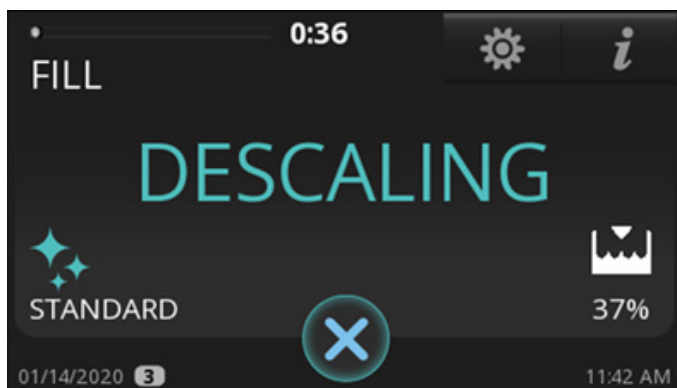 0:36
FILL
DESCALING
STANDARD
37%
01/14/2020 3
11:42 AM